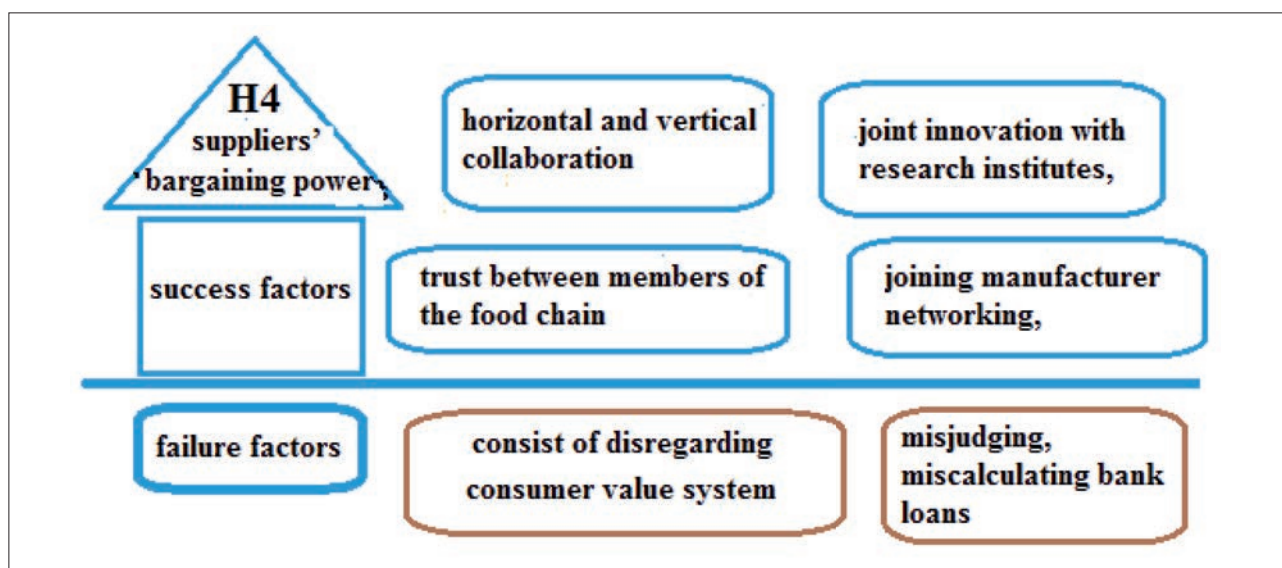 H4
suppliers’
bargaining power
horizontal and vertical
collaboration
joint innovation with
research institutes,
success factors
trust between members of
the food chain
joining manufacturer
networking,
failure factors
consist of disregarding
consumer value system
misjudging,
miscalculating bank
loans